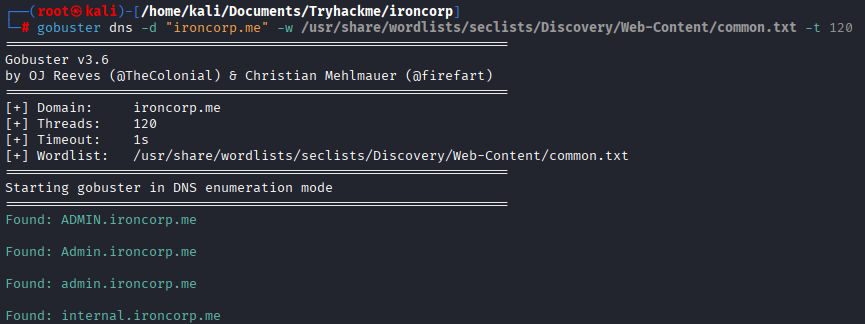 ┌──(root㉿kali)-[/home/kali/Documents/Tryhackme/ironcorp]
└─# gobuster dns -d "ironcorp.me" -w /usr/share/wordlists/seclists/Discovery/Web-Content/common.txt -t 120
===============================================================
Gobuster v3.6
by OJ Reeves (@TheColonial) & Christian Mehlmauer (@firefart)
===============================================================
[+] Domain:     ironcorp.me
[+] Threads:    120
[+] Timeout:    1s
[+] Wordlist:   /usr/share/wordlists/seclists/Discovery/Web-Content/common.txt
===============================================================
Starting gobuster in DNS enumeration mode
===============================================================
Found: ADMIN.ironcorp.me
Found: Admin.ironcorp.me
Found: admin.ironcorp.me
Found: internal.ironcorp.me